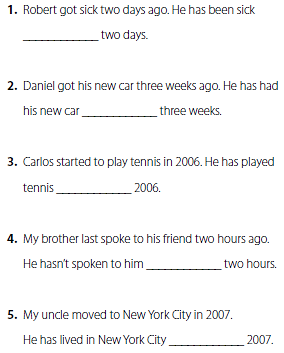 1. Robert got sick two days ago. He has been sick
____________ two days.
2. Daniel got his new car three weeks ago. He has had
his new car ____________ three weeks.
3. Carlos started to play tennis in 2006. He has played
tennis ____________ 2006.
4. My brother last spoke to his friend two hours ago.
He hasn't spoken to him ____________ two hours.
5. My uncle moved to New York City in 2007.
He has lived in New York City ____________ 2007.